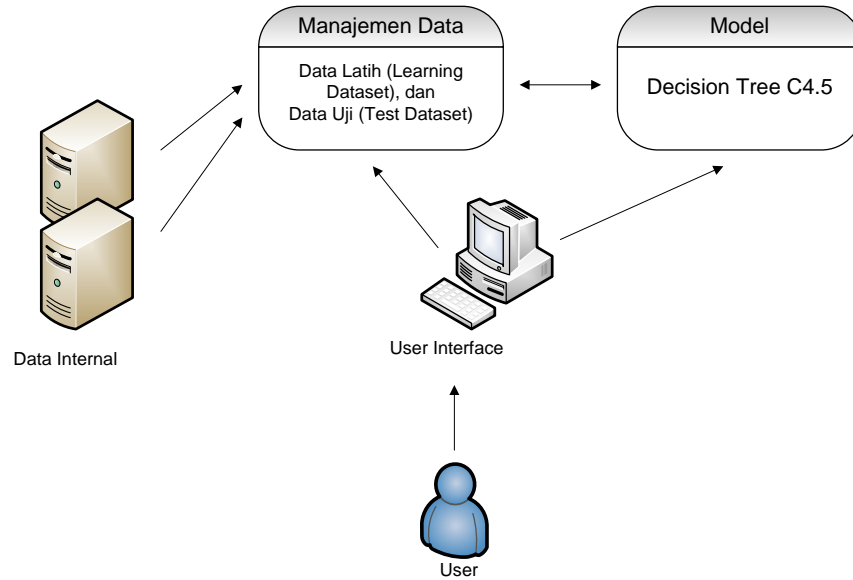 Manajemen Data
Data Latih (Learning
Dataset), dan
Data Uji (Test Dataset)
Model
Decision Tree C4.5
Data Internal
User Interface
User